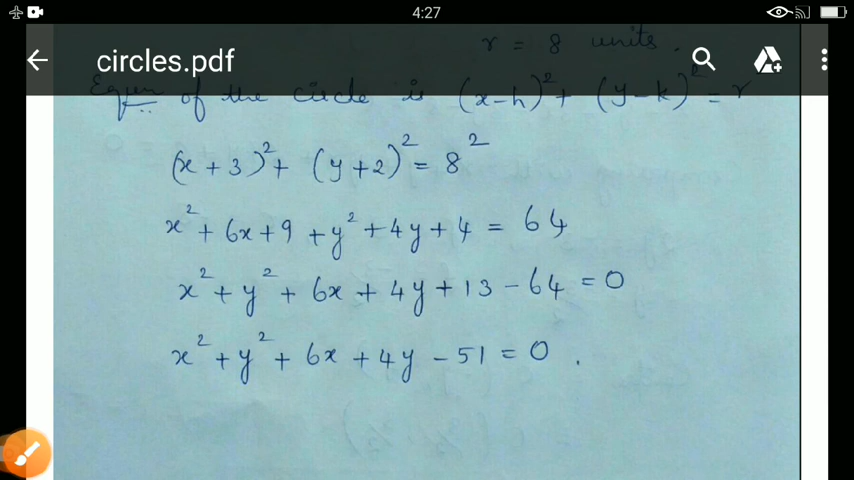 4:27
circles.pdf
r = 8 units.
Eqn of the circle is (x-h)² + (y-k)² = r
(x+3)² + (y+2)² = 8²
x² + 6x + 9 + y² + 4y + 4 = 64
x² + y² + 6x + 4y + 13 - 64 = 0
x² + y² + 6x + 4y - 51 = 0 .